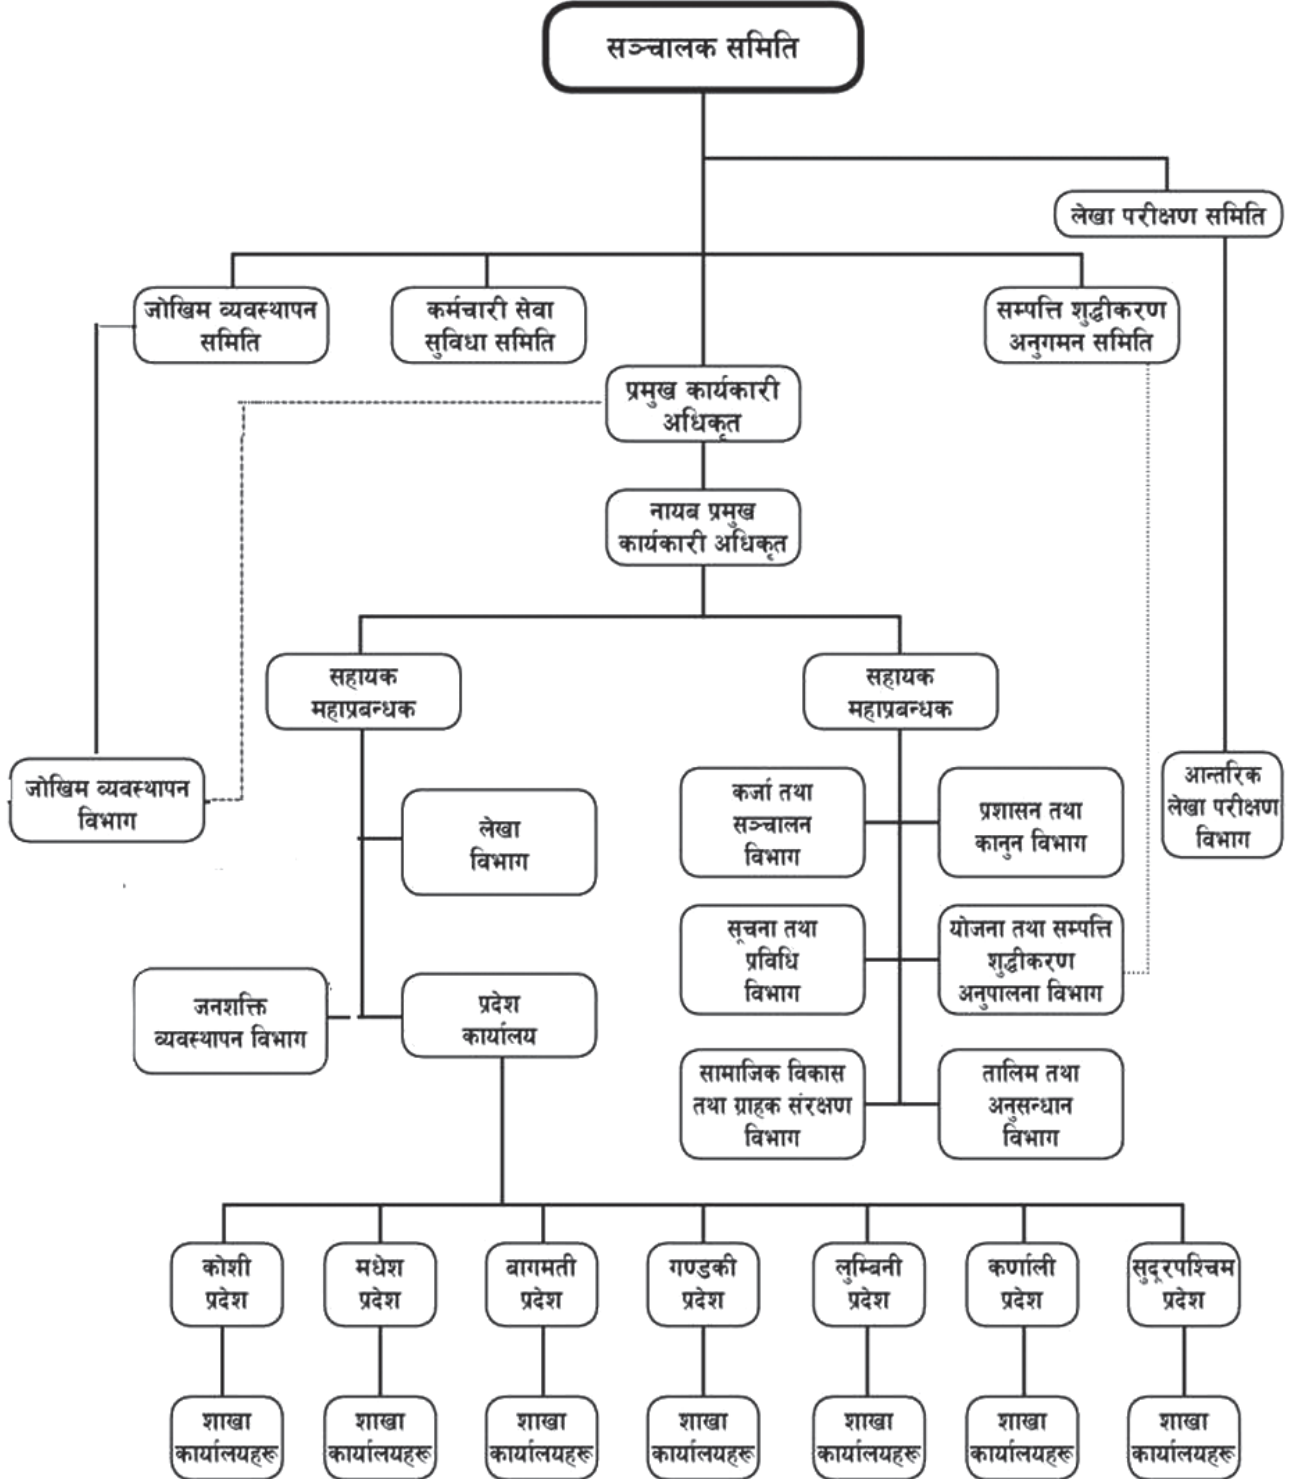 सञ्चालक समिति
लेखा परीक्षण समिति
जोखिम व्यवस्थापन
समिति
कर्मचारी सेवा
सुविधा समिति
सम्पत्ति शुद्धीकरण
अनुगमन समिति
प्रमुख कार्यकारी
अधिकृत
नायब प्रमुख
कार्यकारी अधिकृत
सहायक
महाप्रबन्धक
सहायक
महाप्रबन्धक
जोखिम व्यवस्थापन
विभाग
लेखा
विभाग
कर्जा तथा
सञ्चालन
विभाग
प्रशासन तथा
कानुन विभाग
आन्तरिक
लेखा परीक्षण
विभाग
सूचना तथा
प्रविधि
विभाग
योजना तथा सम्पत्ति
शुद्धीकरण
अनुपालना विभाग
जनशक्ति
व्यवस्थापन विभाग
प्रदेश
कार्यालय
सामाजिक विकास
तथा ग्राहक संरक्षण
विभाग
तालिम तथा
अनुसन्धान
विभाग
कोशी
प्रदेश
मधेश
प्रदेश
बागमती
प्रदेश
गण्डकी
प्रदेश
लुम्बिनी
प्रदेश
कर्णाली
प्रदेश
सुदूरपश्चिम
प्रदेश
शाखा
कार्यालयहरू
शाखा
कार्यालयहरू
शाखा
कार्यालयहरू
शाखा
कार्यालयहरू
शाखा
कार्यालयहरू
शाखा
कार्यालयहरू
शाखा
कार्यालयहरू